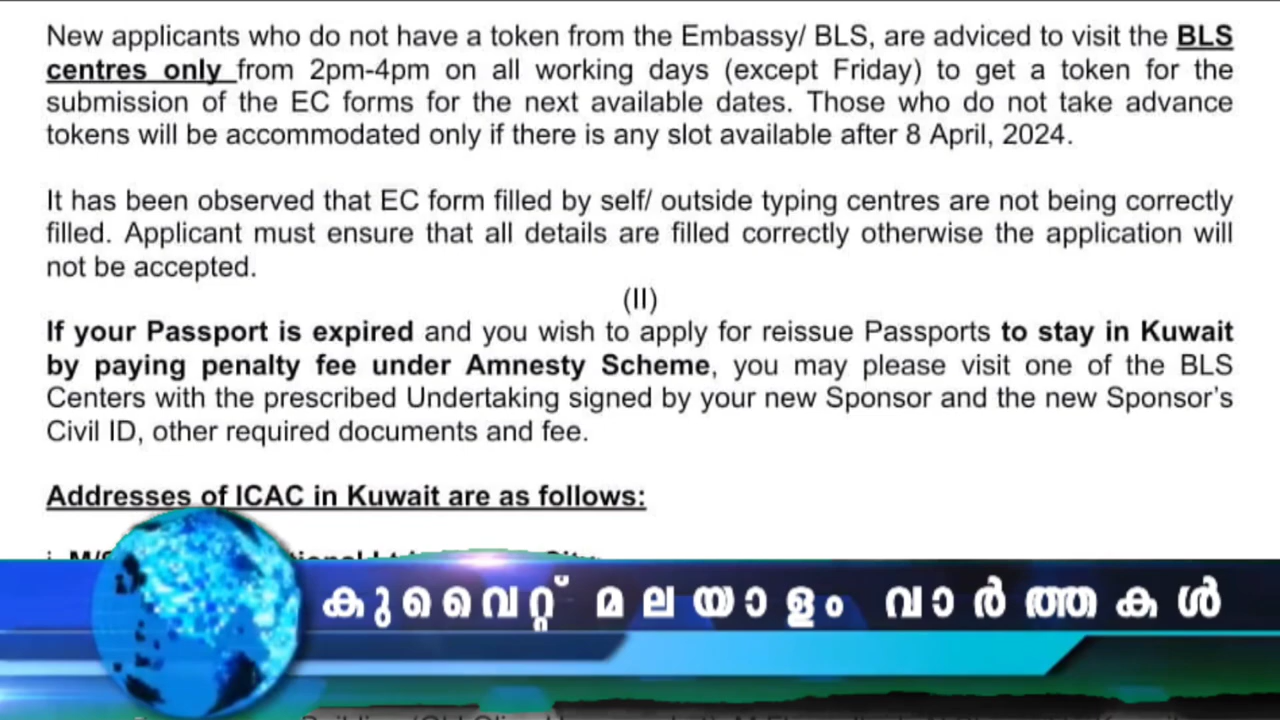 New applicants who do not have a token from the Embassy/ BLS, are adviced to visit the BLS
centres only from 2pm-4pm on all working days (except Friday) to get a token for the
submission of the EC forms for the next available dates. Those who do not take advance
tokens will be accommodated only if there is any slot available after 8 April, 2024.
It has been observed that EC form filled by self/ outside typing centres are not being correctly
filled. Applicant must ensure that all details are filled correctly otherwise the application will
not be accepted.
(II)
If your Passport is expired and you wish to apply for reissue Passports to stay in Kuwait
by paying penalty fee under Amnesty Scheme, you may please visit one of the BLS
Centers with the prescribed Undertaking signed by your new Sponsor and the new Sponsor's
Civil ID, other required documents and fee.
Addresses of ICAC in Kuwait are as follows:
കുവൈറ്റ് മലയാളം വാർത്തകൾ